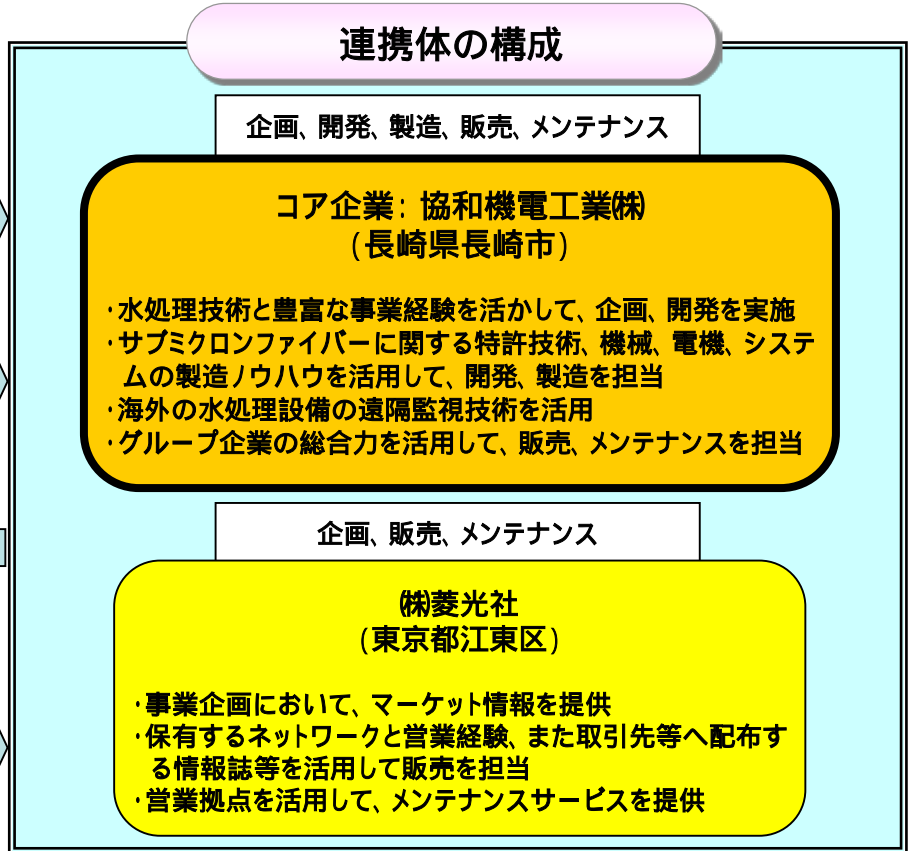 連携体の構成
企画、開発、製造、販売、メンテナンス
コア企業：協和機電工業㈱
（長崎県長崎市）
・水処理技術と豊富な事業経験を活かして、企画、開発を実施
・サブミクロンファイバーに関する特許技術、機械、電機、システ
ムの製造ノウハウを活用して、開発、製造を担当
・海外の水処理設備の遠隔監視技術を活用
・グループ企業の総合力を活用して、販売、メンテナンスを担当
企画、販売、メンテナンス
㈱菱光社
（東京都江東区）
・事業企画において、マーケット情報を提供
・保有するネットワークと営業経験、また取引先等へ配布す
る情報誌等を活用して販売を担当
・営業拠点を活用して、メンテナンスサービスを提供